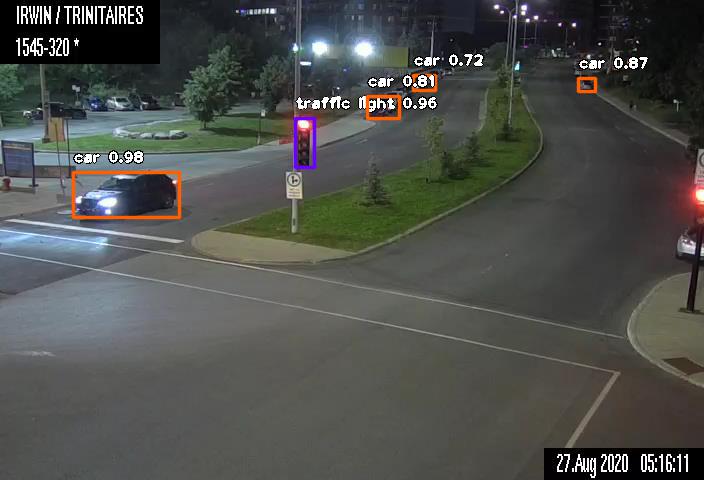 IRWIN / TRINITAIRES
1545-320 *
car 0.72
car 0.87
car 0.81
traffic light 0.96
car 0.98
27.Aug 2020 05:16:11